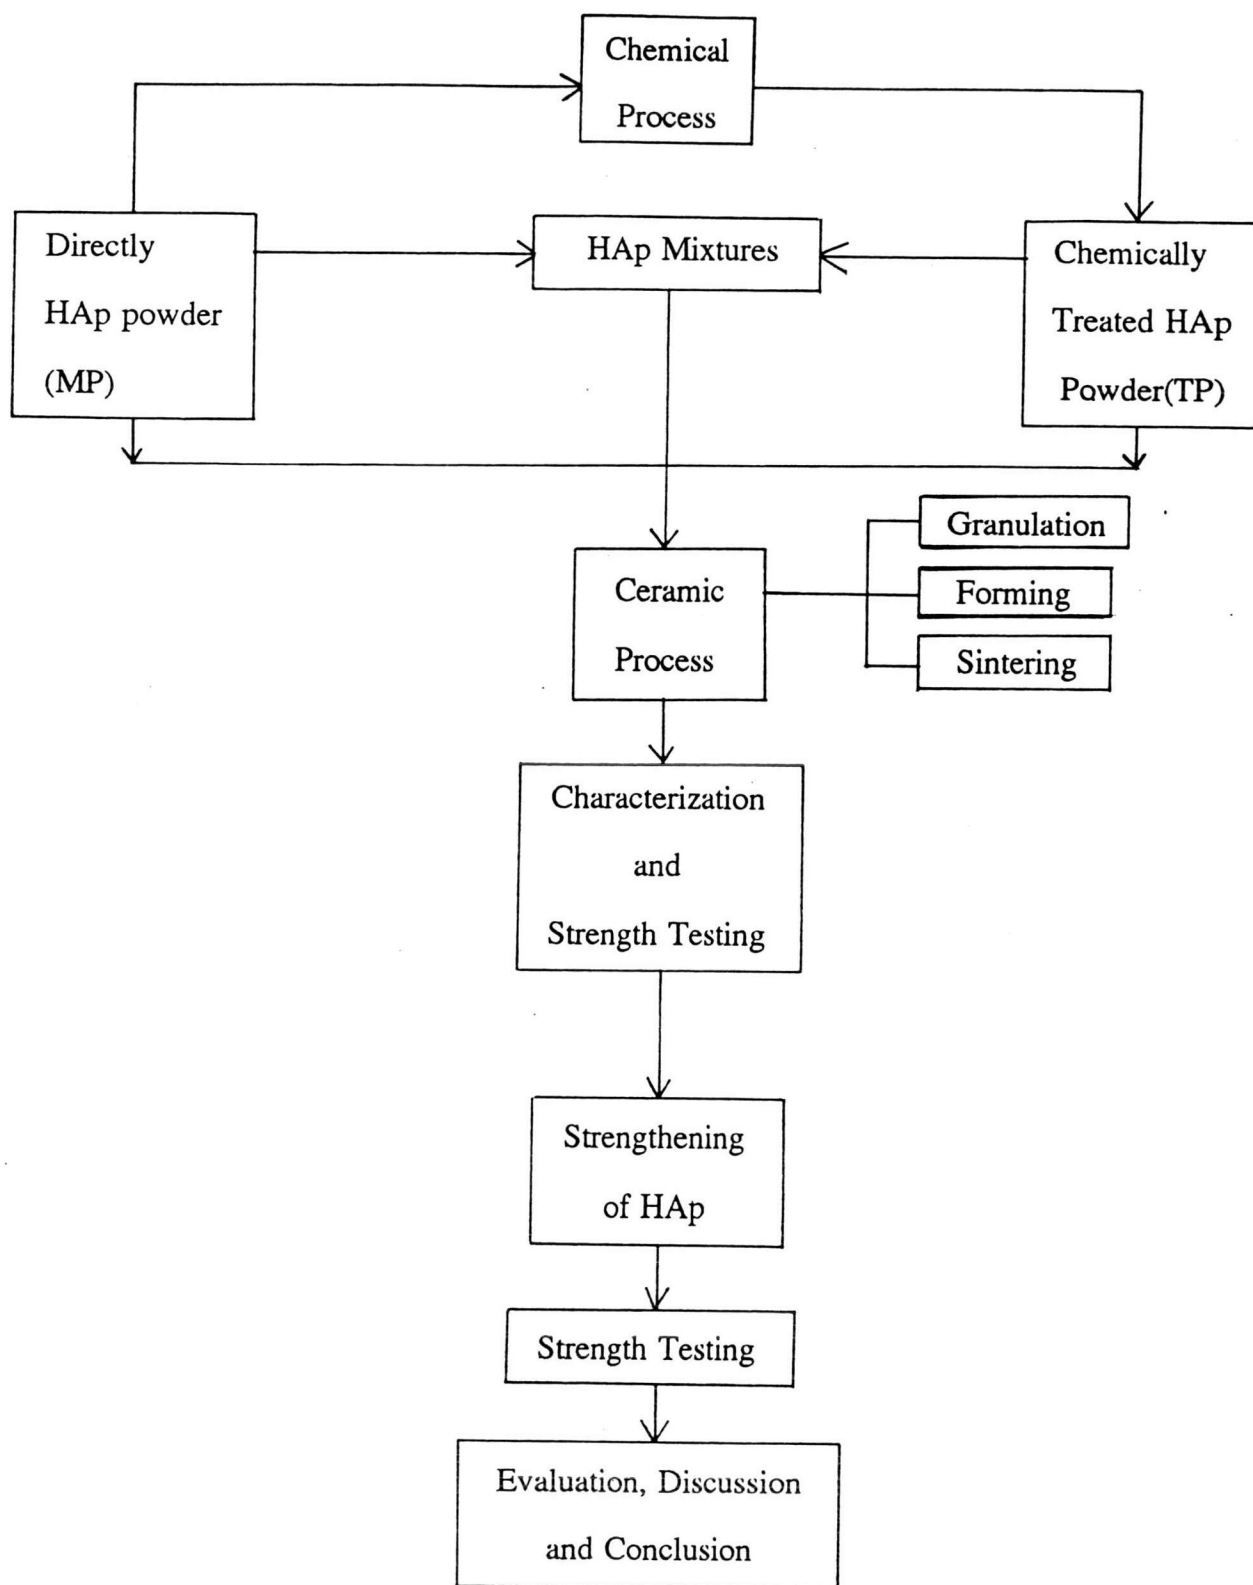 Chemical
Process
Directly
HAp powder
(MP)
HAp Mixtures
Chemically
Treated HAp
Powder(TP)
Granulation
Ceramic
Process
Forming
Sintering
Characterization
and
Strength Testing
Strengthening
of HAp
Strength Testing
Evaluation, Discussion
and Conclusion